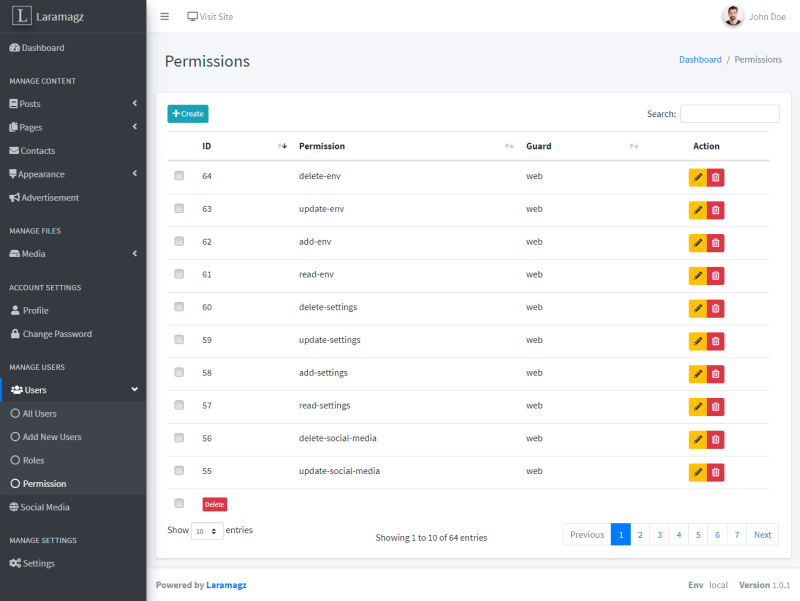 L Laramagz
Visit Site
John Doe
Dashboard
MANAGE CONTENT
Posts
Pages
Contacts
Appearance
Advertisement
MANAGE FILES
Media
ACCOUNT SETTINGS
Profile
Change Password
MANAGE USERS
Users
All Users
Add New Users
Roles
Permission
Social Media
MANAGE SETTINGS
Settings
Permissions
Dashboard / Permissions
Create
Search:
ID Permission Guard Action
64 delete-env web
63 update-env web
62 add-env web
61 read-env web
60 delete-settings web
59 update-settings web
58 add-settings web
57 read-settings web
56 delete-social-media web
55 update-social-media web
Delete
Show 10 entries
Showing 1 to 10 of 64 entries
Previous 1 2 3 4 5 6 7 Next
Powered by Laramagz
Env local Version 1.0.1